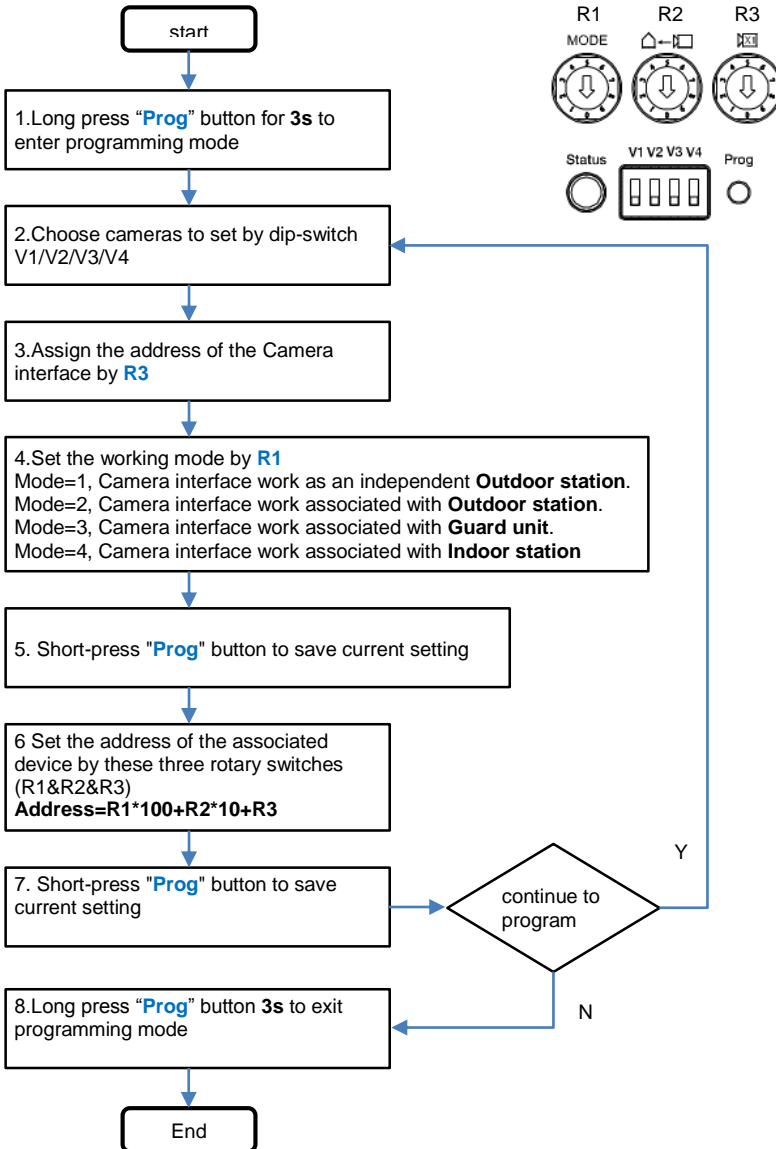 start
R1 R2 R3
MODE
X1
Status V1 V2 V3 V4 Prog
1.Long press “Prog” button for 3s to
enter programming mode
2.Choose cameras to set by dip-switch
V1/V2/V3/V4
3.Assign the address of the Camera
interface by R3
4.Set the working mode by R1
Mode=1, Camera interface work as an independent Outdoor station.
Mode=2, Camera interface work associated with Outdoor station.
Mode=3, Camera interface work associated with Guard unit.
Mode=4, Camera interface work associated with Indoor station
5. Short-press "Prog" button to save current setting
6 Set the address of the associated
device by these three rotary switches
(R1&R2&R3)
Address=R1*100+R2*10+R3
7. Short-press "Prog" button to save
current setting
continue to
program
Y
N
8.Long press “Prog” button 3s to exit
programming mode
End